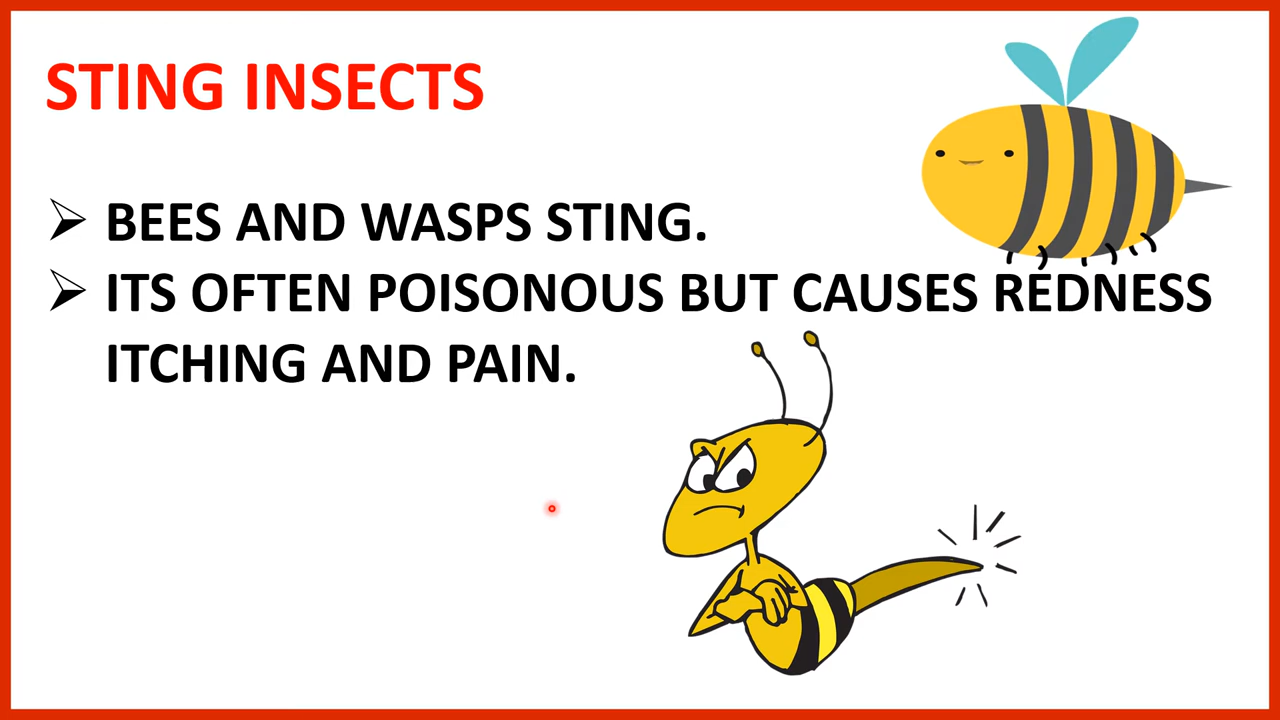 STING INSECTS
➢ BEES AND WASPS STING.
➢ ITS OFTEN POISONOUS BUT CAUSES REDNESS
ITCHING AND PAIN.